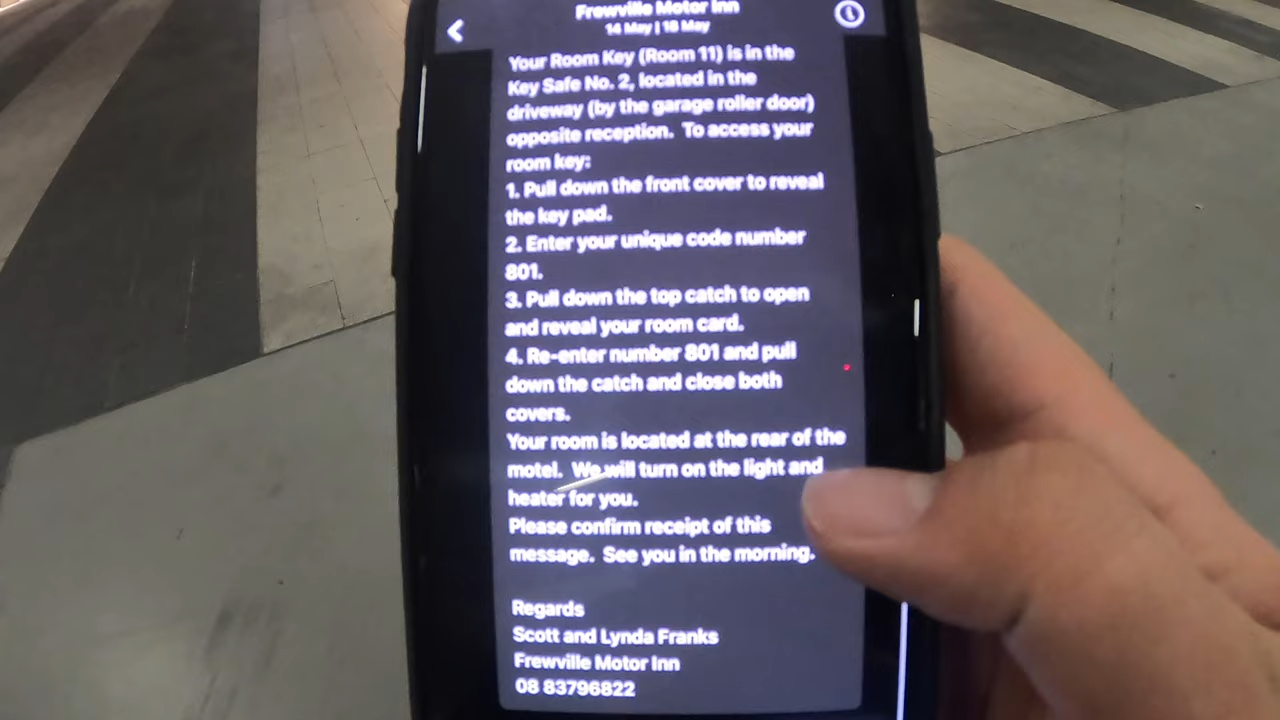 Frewville Motor Inn
14 May | 18 May
Your Room Key (Room 11) is in the
Key Safe No. 2, located in the
driveway (by the garage roller door)
opposite reception.  To access your
room key:
1. Pull down the front cover to reveal
the key pad.
2. Enter your unique code number
801.
3. Pull down the top catch to open
and reveal your room card.
4. Re-enter number 801 and pull
down the catch and close both
covers.
Your room is located at the rear of the
motel.  We will turn on the light and
heater for you.
Please confirm receipt of this
message.  See you in the morning.
Regards
Scott and Lynda Franks
Frewville Motor Inn
08 83796822